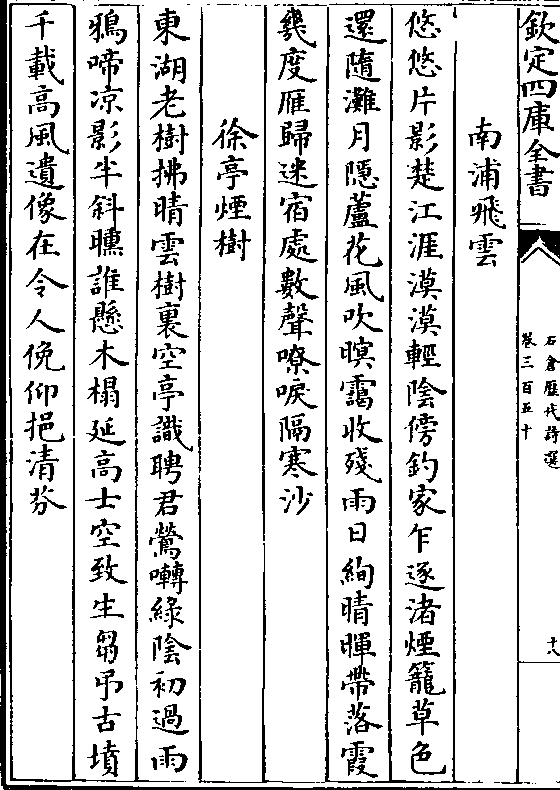 欽定四庫全書
石倉歷代詩選
卷三百五十
十八
南浦飛雲
悠悠片影楚江涯漠漠輕陰傍釣家乍逐渚煙籠草色
還隨灘月隱蘆花風吹暝靄收殘雨日絢晴暉帶落霞
幾度雁歸迷宿處數聲嘹唳隔寒沙
徐亭煙樹
東湖老樹拂晴雲樹裏空亭識聘君鶯囀綠陰初過雨
鴉啼凉影半斜曛誰懸木榻延高士空致生芻弔古墳
千載高風遺像在令人俛仰挹清芬